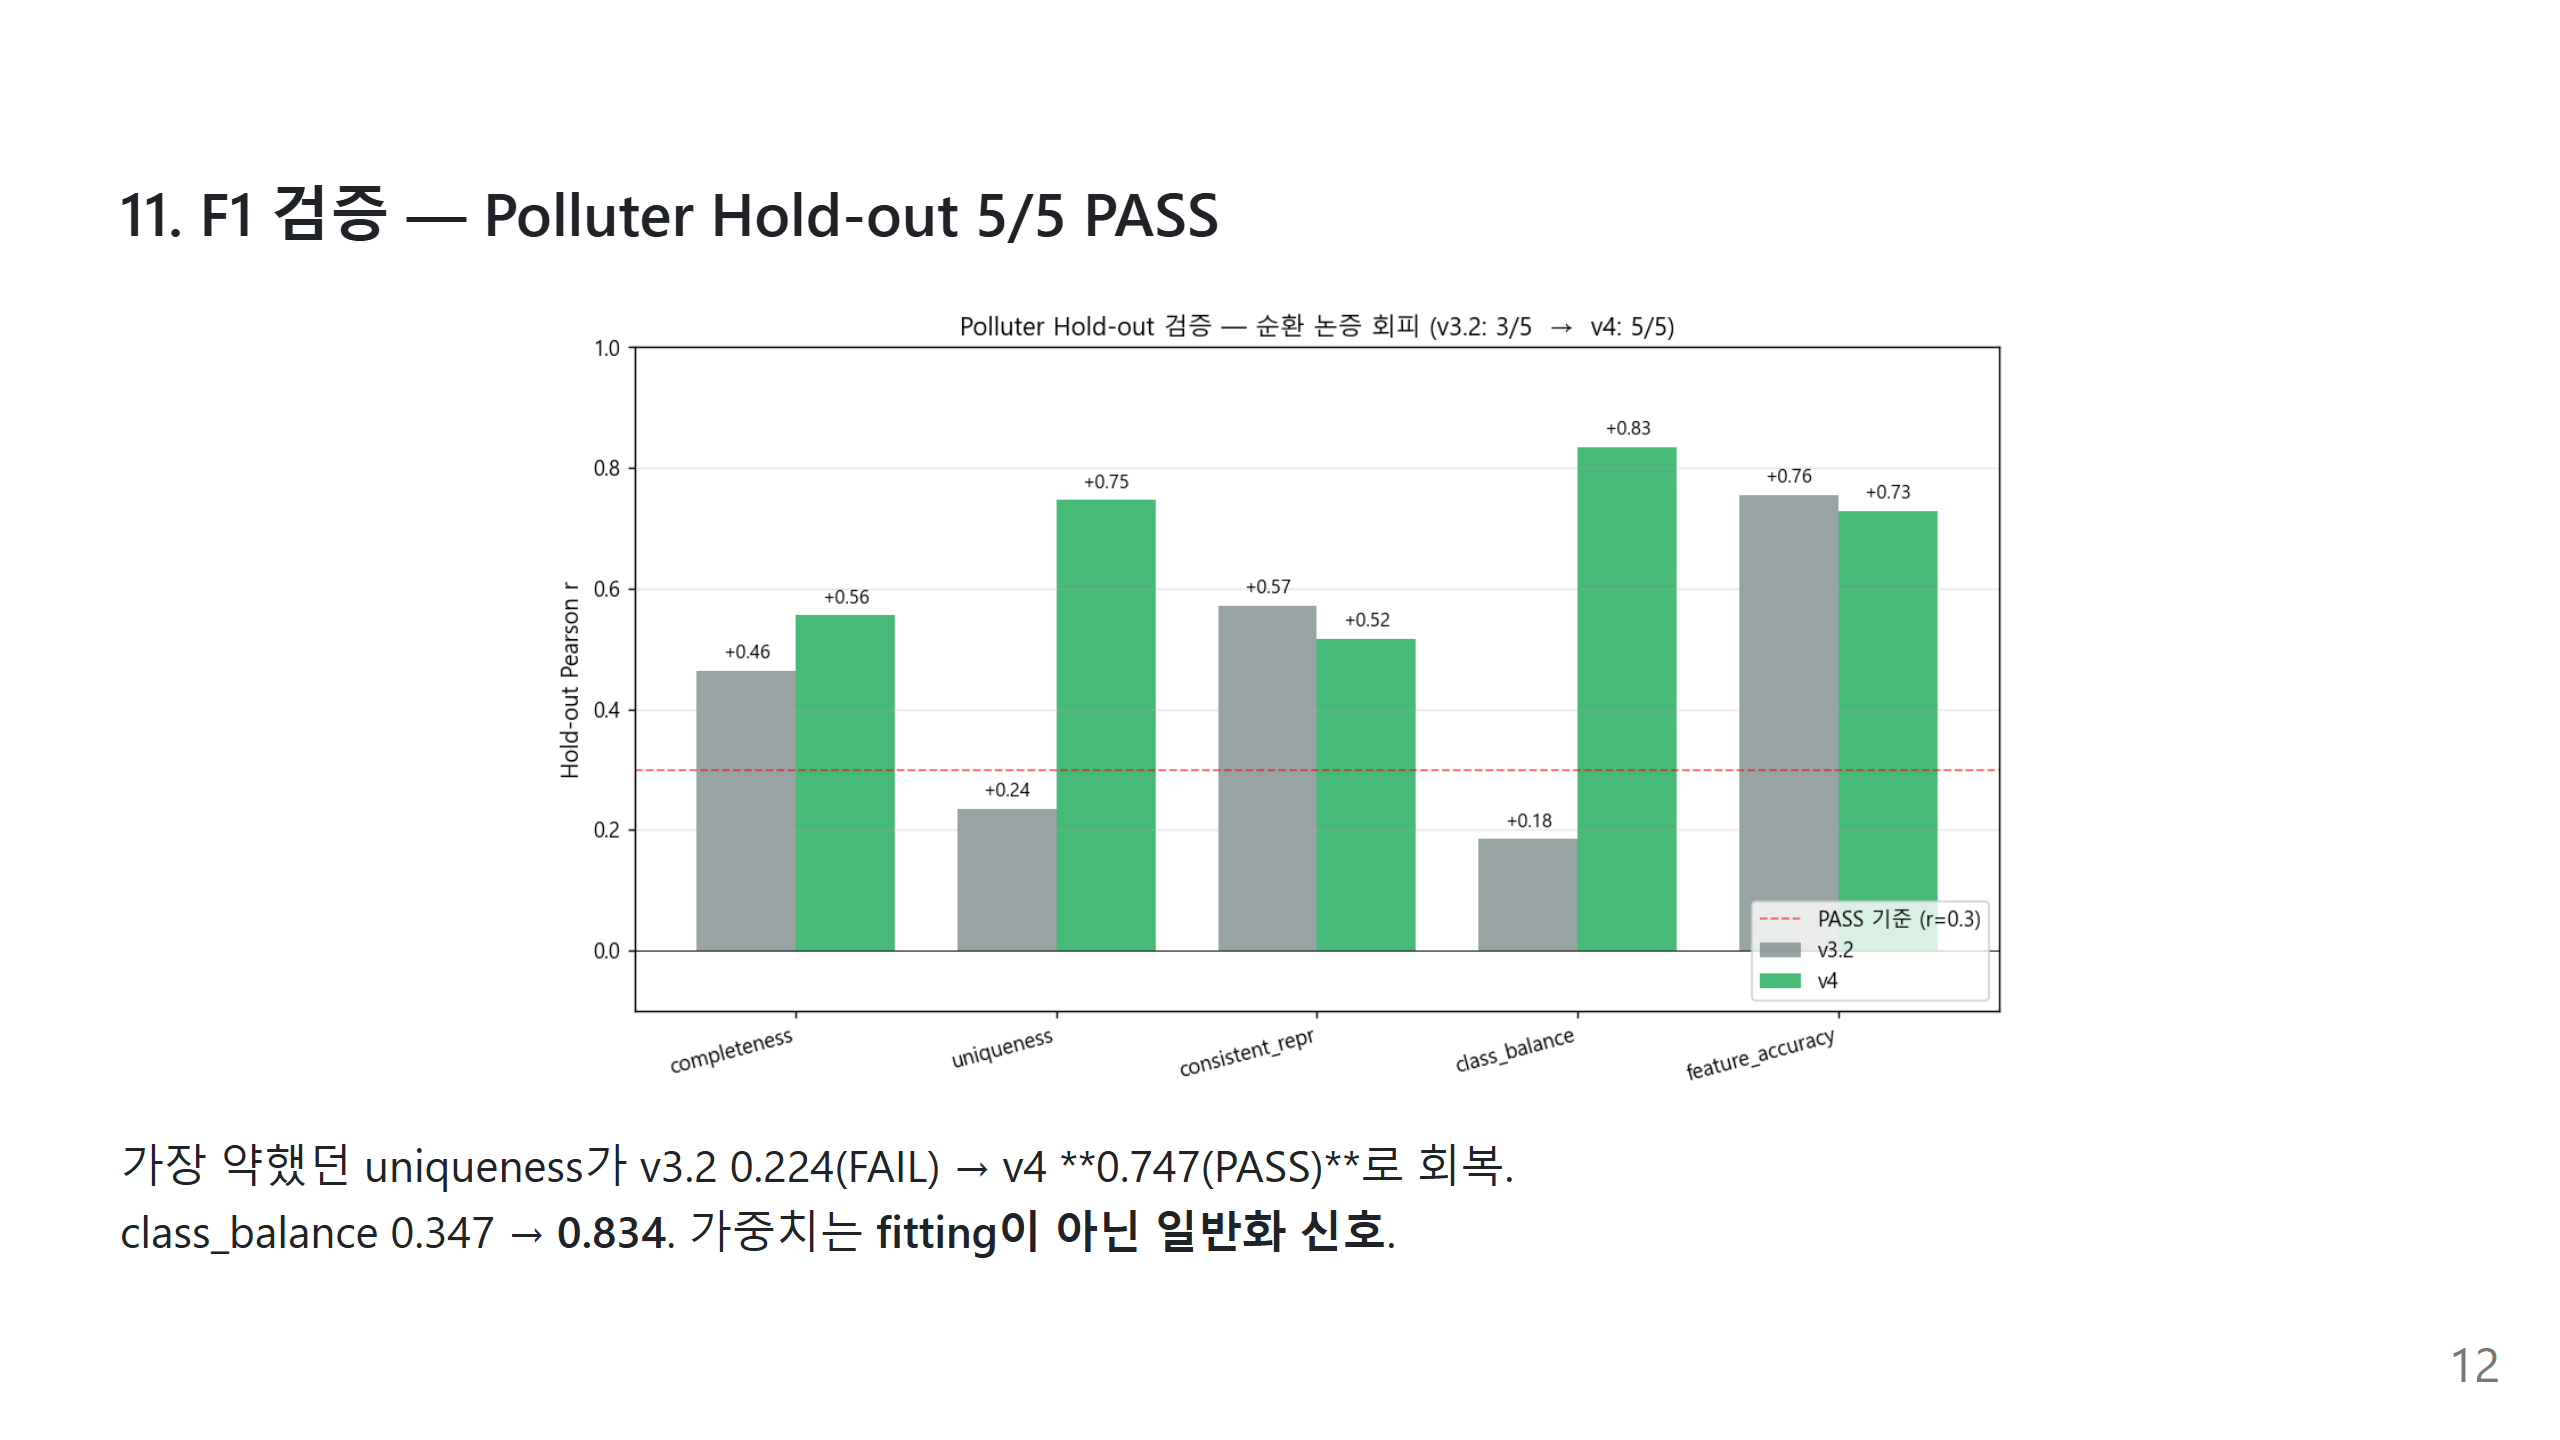 11. F1 검증 — Polluter Hold-out 5/5 PASS
Polluter Hold-out 검증 — 순환 논증 회피 (v3.2: 3/5 → v4: 5/5)
Hold-out Pearson r
1.0
0.8
0.6
0.4
0.2
0.0
+0.46
+0.56
+0.24
+0.75
+0.57
+0.52
+0.18
+0.83
+0.76
+0.73
PASS 기준 (r=0.3)
v3.2
v4
completeness
uniqueness
consistent_repr
class_balance
feature_accuracy
가장 약했던 uniqueness가 v3.2 0.224(FAIL) → v4 **0.747(PASS)**로 회복.
class_balance 0.347 → 0.834. 가중치는 fitting이 아닌 일반화 신호.
12